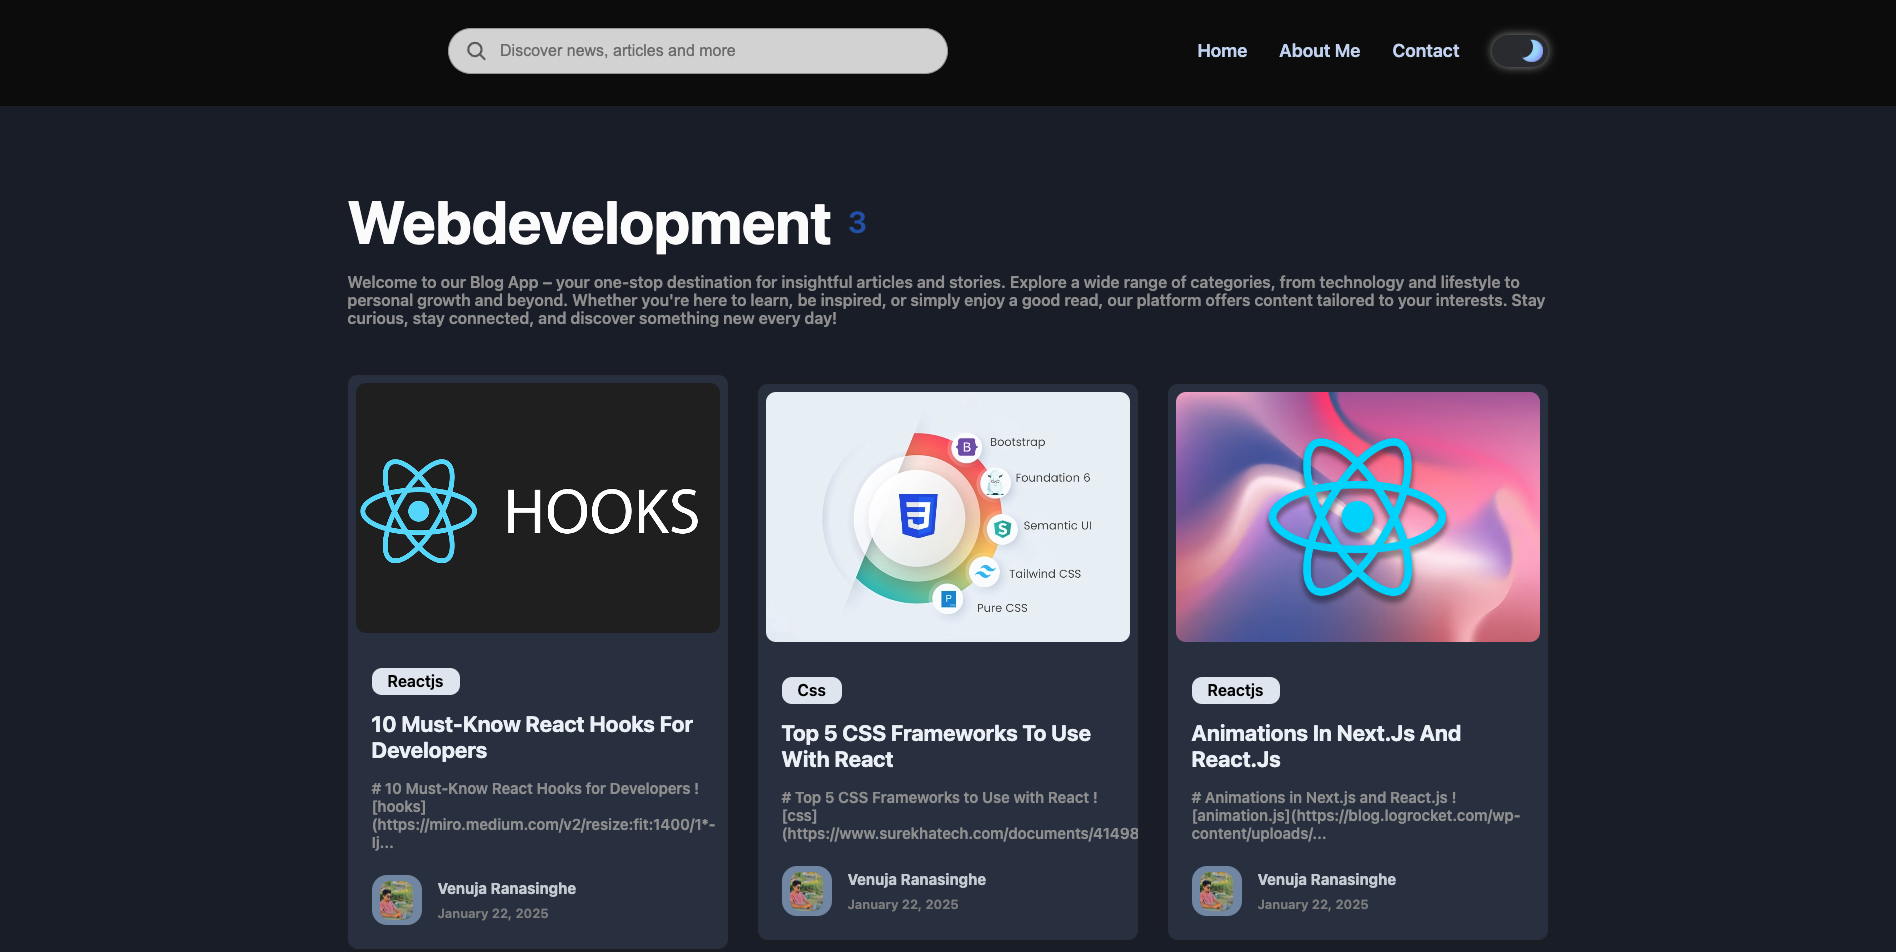 Discover news, articles and more
Home
About Me
Contact
Webdevelopment 3
Welcome to our Blog App – your one-stop destination for insightful articles and stories. Explore a wide range of categories, from technology and lifestyle to
personal growth and beyond. Whether you're here to learn, be inspired, or simply enjoy a good read, our platform offers content tailored to your interests. Stay
curious, stay connected, and discover something new every day!
HOOKS
Reactjs
10 Must-Know React Hooks For
Developers
# 10 Must-Know React Hooks for Developers !
[hooks]
(https://miro.medium.com/v2/resize:fit:1400/1*-
lj...
Venuja Ranasinghe
January 22, 2025
B
Bootstrap
Foundation 6
S
Semantic UI
Tailwind CSS
P
Pure CSS
Css
Top 5 CSS Frameworks To Use
With React
# Top 5 CSS Frameworks to Use with React !
[css]
(https://www.surekhatech.com/documents/41498
Venuja Ranasinghe
January 22, 2025
Reactjs
Animations In Next.Js And
React.Js
# Animations in Next.js and React.js !
[animation.js](https://blog.logrocket.com/wp-
content/uploads/...
Venuja Ranasinghe
January 22, 2025